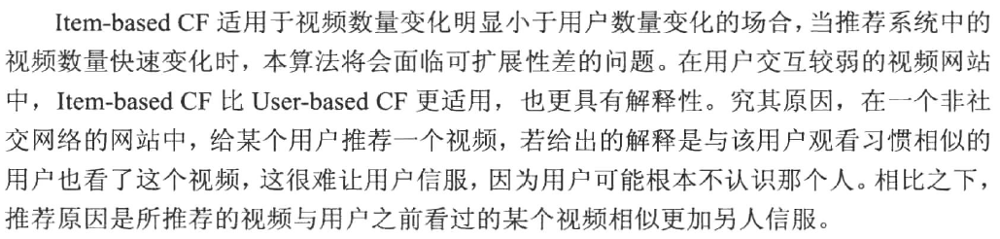 Item-based CF 适用于视频数量变化明显小于用户数量变化的场合，当推荐系统中的
视频数量快速变化时，本算法将会面临可扩展性差的问题。在用户交互较弱的视频网站
中，Item-based CF 比 User-based CF 更适用，也更具有解释性。究其原因，在一个非社
交网络的网站中，给某个用户推荐一个视频，若给出的解释是与该用户观看习惯相似的
用户也看了这个视频，这很难让用户信服，因为用户可能根本不认识那个人。相比之下，
推荐原因是所推荐的视频与用户之前看过的某个视频相似更加另人信服。